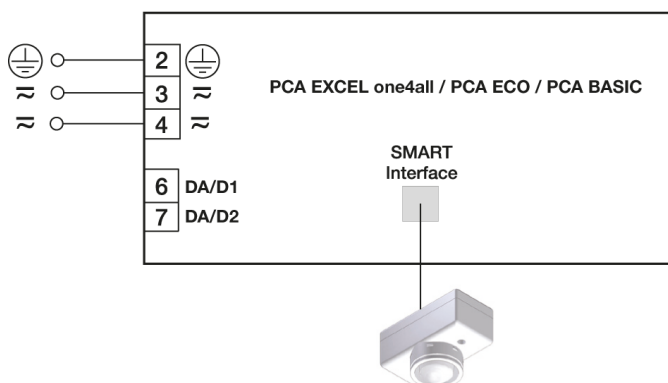 2
3
4
PCA EXCEL one4all / PCA ECO / PCA BASIC
SMART
Interface
6 DA/D1
7 DA/D2